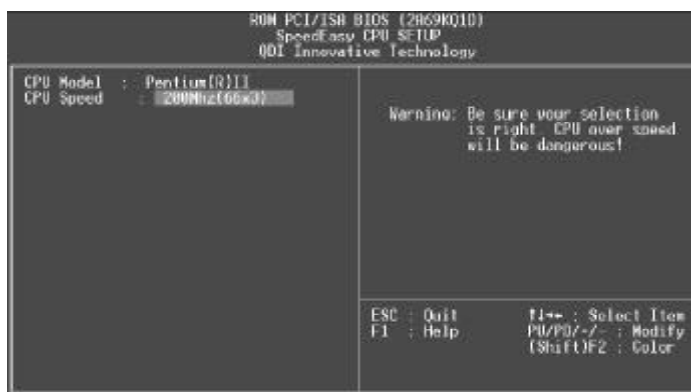 ROM PCI/ISA BIOS (2A69KQ1D)
SpeedEasy CPU SETUP
QDI Innovative Technology
CPU Model : Pentium(R)II
CPU Speed : 200Mhz(66x3)
Warning: Be sure your selection
is right. CPU over speed
will be dangerous!
ESC : Quit
F1 : Help
: Select Item
PU/PD/+/- : Modify
(Shift)F2 : Color